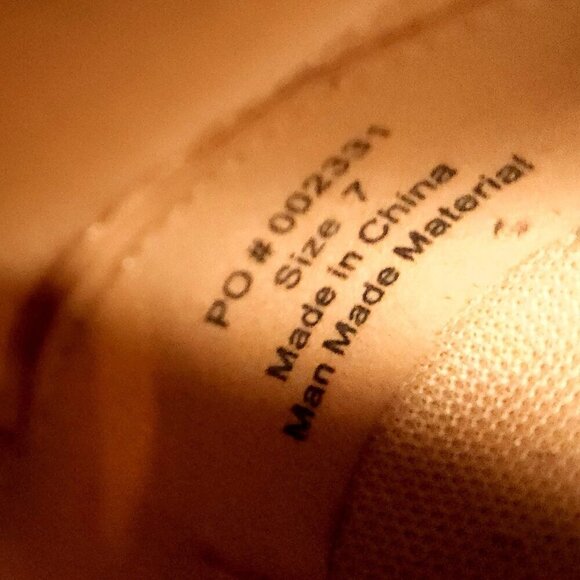 PO # 002331
Size 7
Made in China
Man Made Material